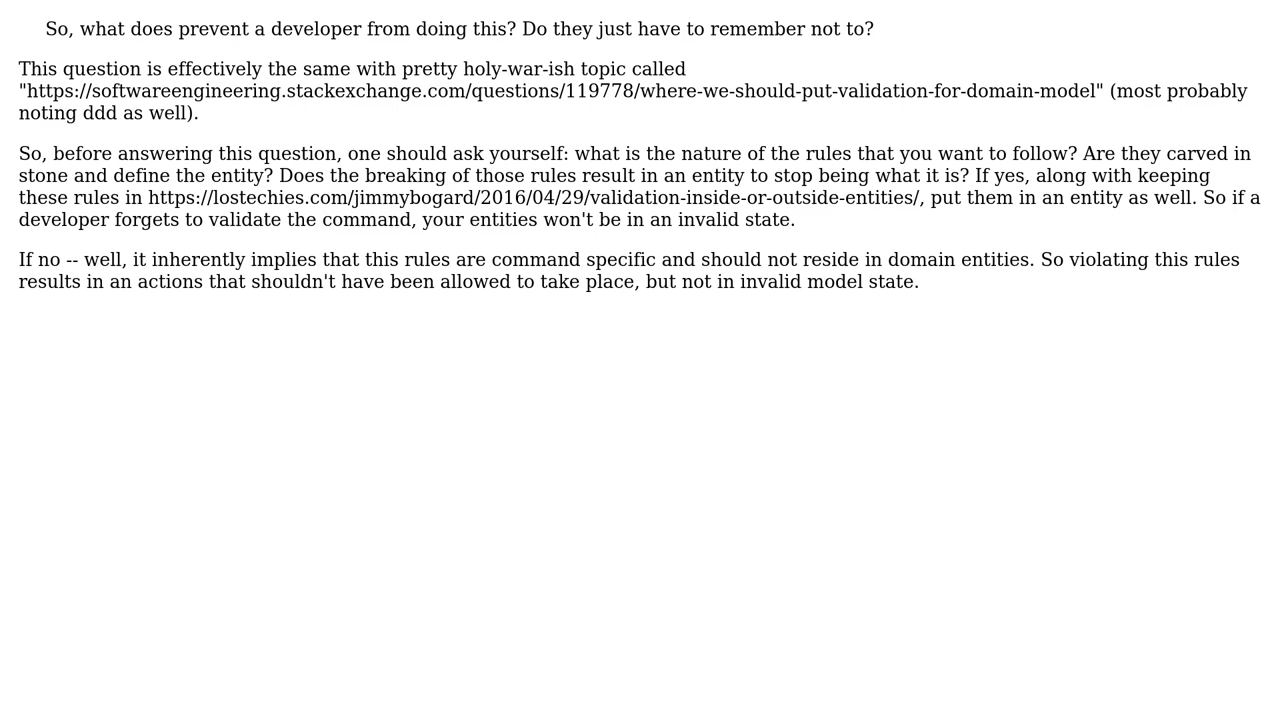 So, what does prevent a developer from doing this? Do they just have to remember not to?
This question is effectively the same with pretty holy-war-ish topic called
"https://softwareengineering.stackexchange.com/questions/119778/where-we-should-put-validation-for-domain-model" (most probably
noting ddd as well).
So, before answering this question, one should ask yourself: what is the nature of the rules that you want to follow? Are they carved in
stone and define the entity? Does the breaking of those rules result in an entity to stop being what it is? If yes, along with keeping
these rules in https://lostechies.com/jimmybogard/2016/04/29/validation-inside-or-outside-entities/, put them in an entity as well. So if a
developer forgets to validate the command, your entities won't be in an invalid state.
If no -- well, it inherently implies that this rules are command specific and should not reside in domain entities. So violating this rules
results in an actions that shouldn't have been allowed to take place, but not in invalid model state.